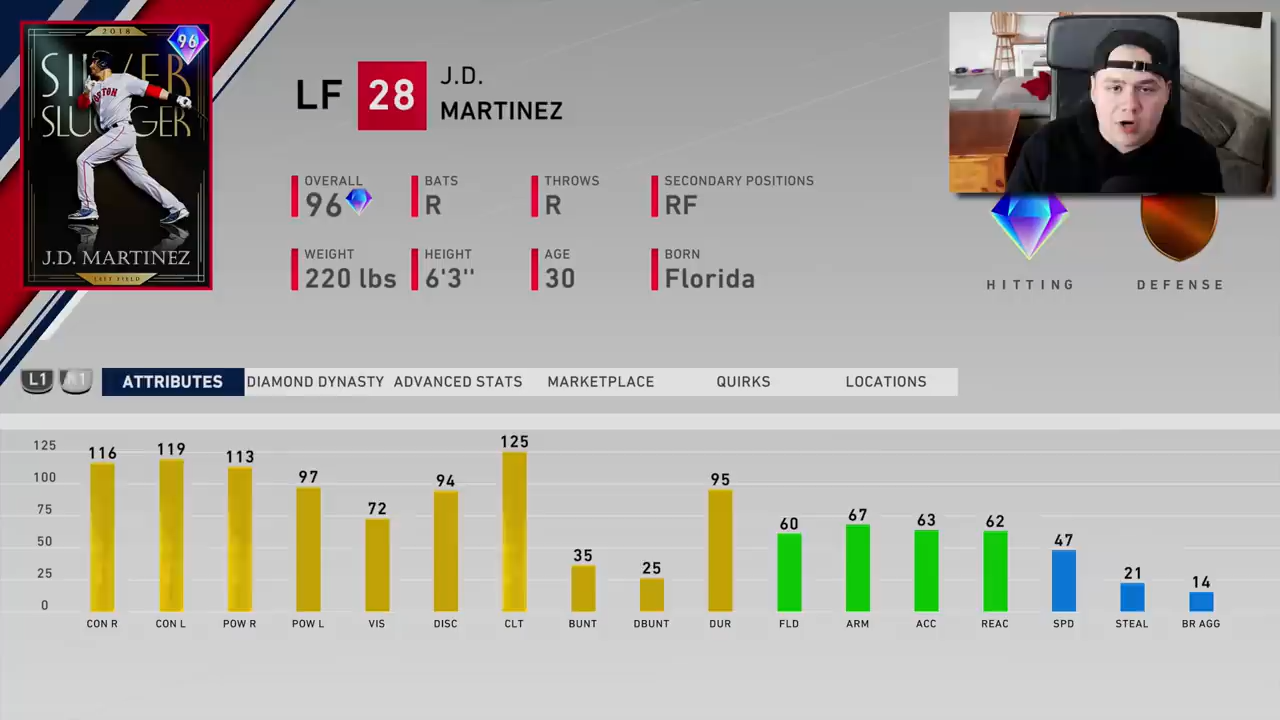 2018
96
SILVER
SLUGGER
J.D. MARTINEZ
LEFT FIELD
LF
28
J.D.
MARTINEZ
OVERALL
96
BATS
R
THROWS
R
SECONDARY POSITIONS
RF
WEIGHT
220 lbs
HEIGHT
6'3"
AGE
30
BORN
Florida
HITTING
DEFENSE
L1
R1
ATTRIBUTES
DIAMOND DYNASTY
ADVANCED STATS
MARKETPLACE
QUIRKS
LOCATIONS
125
100
75
50
25
0
116
119
113
97
72
94
125
35
25
95
60
67
63
62
47
21
14
CON R
CON L
POW R
POW L
VIS
DISC
CLT
BUNT
DBUNT
DUR
FLD
ARM
ACC
REAC
SPD
STEAL
BR AGG